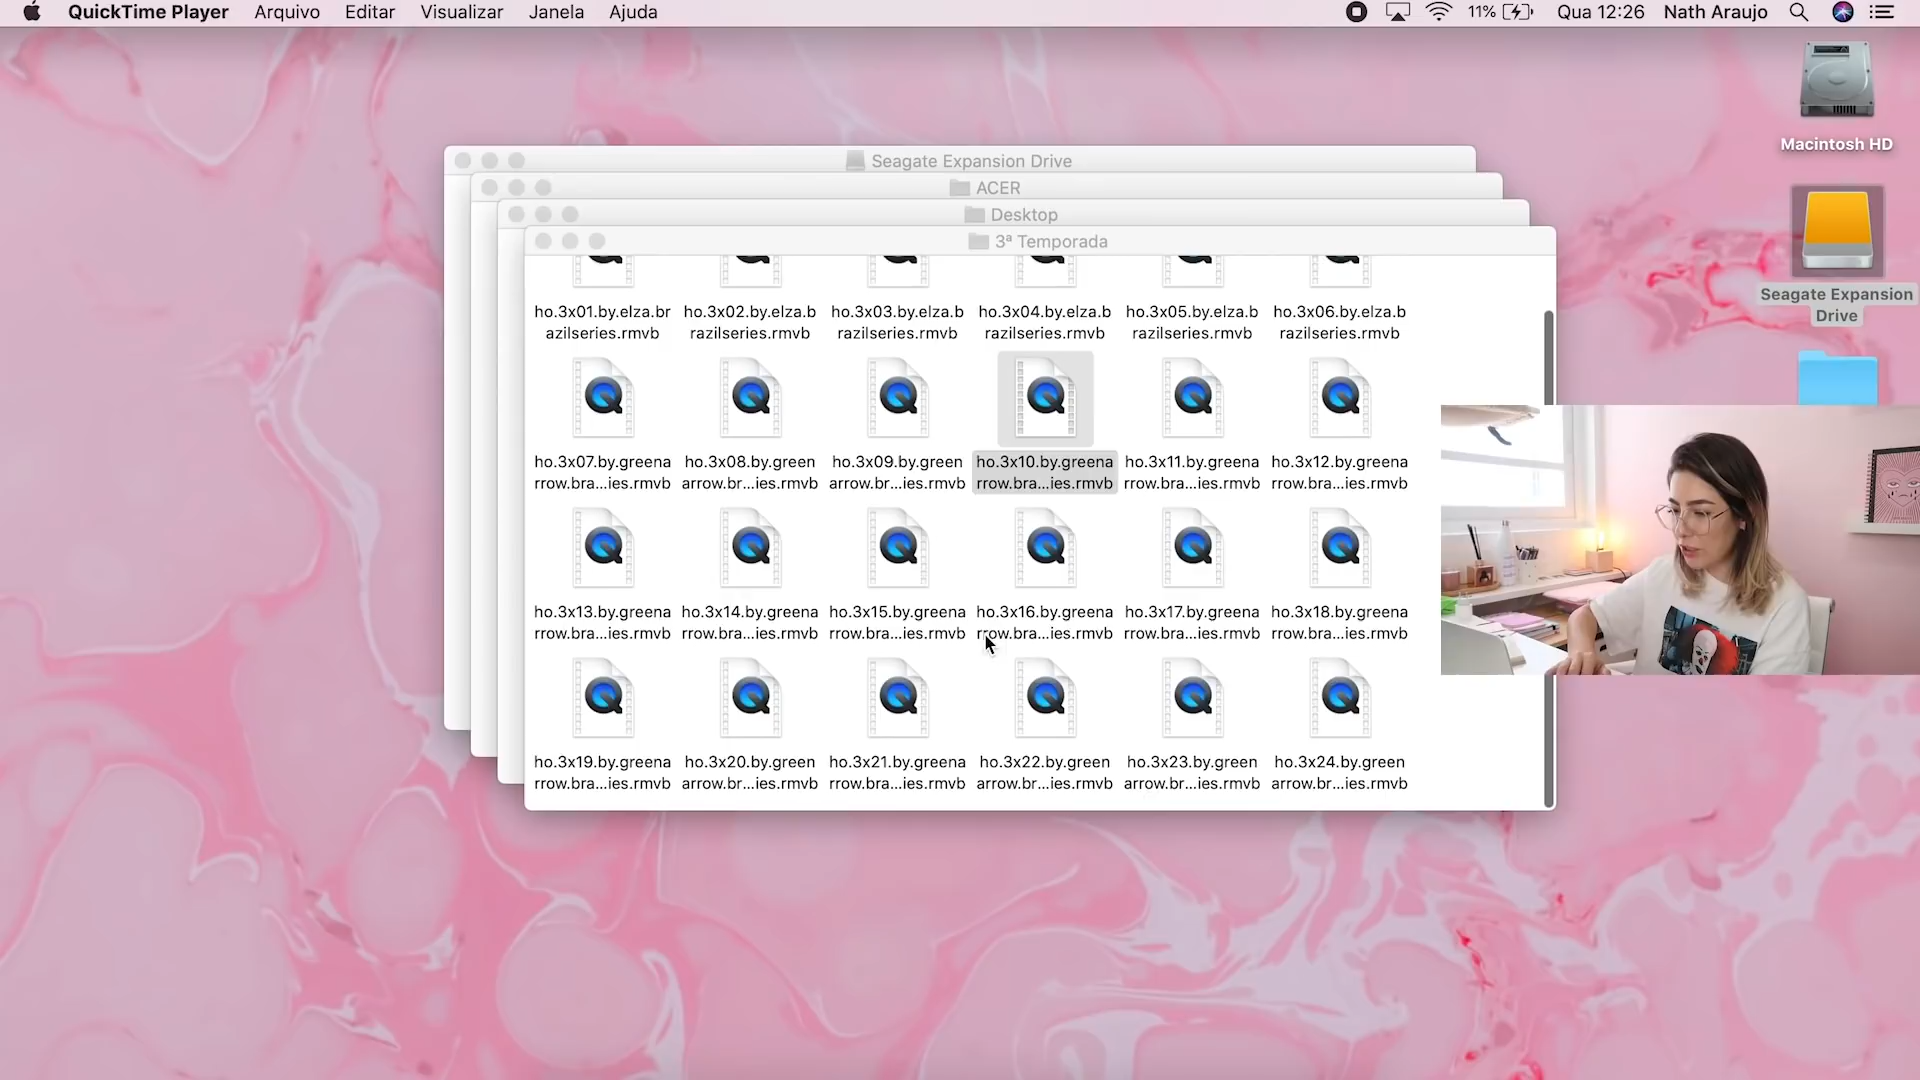 QuickTime Player Arquivo Editar Visualizar Janela Ajuda 11% Qua 12:26 Nath Araujo
Macintosh HD
Seagate Expansion
Drive
Seagate Expansion Drive
ACER
Desktop
3ª Temporada
ho.3x01.by.elza.br ho.3x02.by.elza.b ho.3x03.by.elza.b ho.3x04.by.elza.b ho.3x05.by.elza.b ho.3x06.by.elza.b
azilseries.rmvb razilseries.rmvb razilseries.rmvb razilseries.rmvb razilseries.rmvb razilseries.rmvb
ho.3x07.by.greena ho.3x08.by.green ho.3x09.by.green ho.3x10.by.greena ho.3x11.by.greena ho.3x12.by.greena
rrow.bra...ies.rmvb arrow.br...ies.rmvb arrow.br...ies.rmvb rrow.bra...ies.rmvb rrow.bra...ies.rmvb rrow.bra...ies.rmvb
ho.3x13.by.greena ho.3x14.by.greena ho.3x15.by.greena ho.3x16.by.greena ho.3x17.by.greena ho.3x18.by.greena
rrow.bra...ies.rmvb rrow.bra...ies.rmvb rrow.bra...ies.rmvb rrow.bra...ies.rmvb rrow.bra...ies.rmvb rrow.bra...ies.rmvb
ho.3x19.by.greena ho.3x20.by.green ho.3x21.by.greena ho.3x22.by.green ho.3x23.by.green ho.3x24.by.green
rrow.bra...ies.rmvb arrow.br...ies.rmvb rrow.bra...ies.rmvb arrow.br...ies.rmvb arrow.br...ies.rmvb arrow.br...ies.rmvb